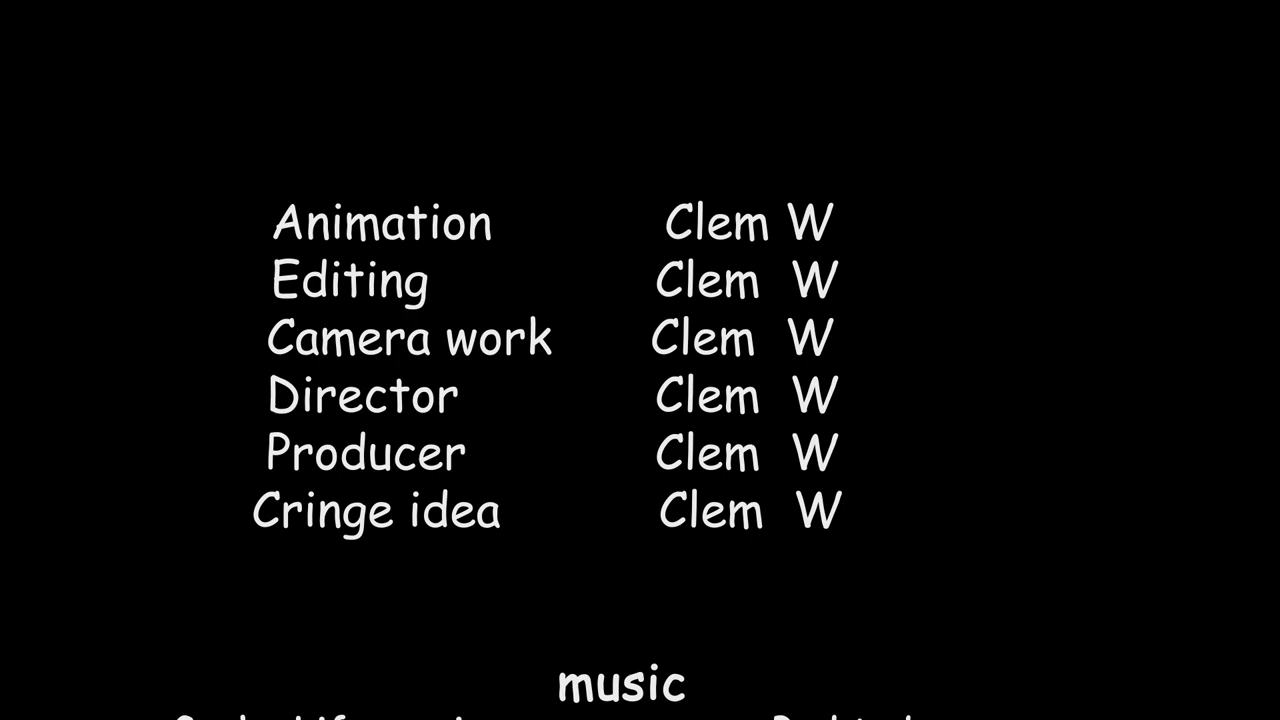 Animation Clem W
Editing Clem W
Camera work Clem W
Director Clem W
Producer Clem W
Cringe idea Clem W
music